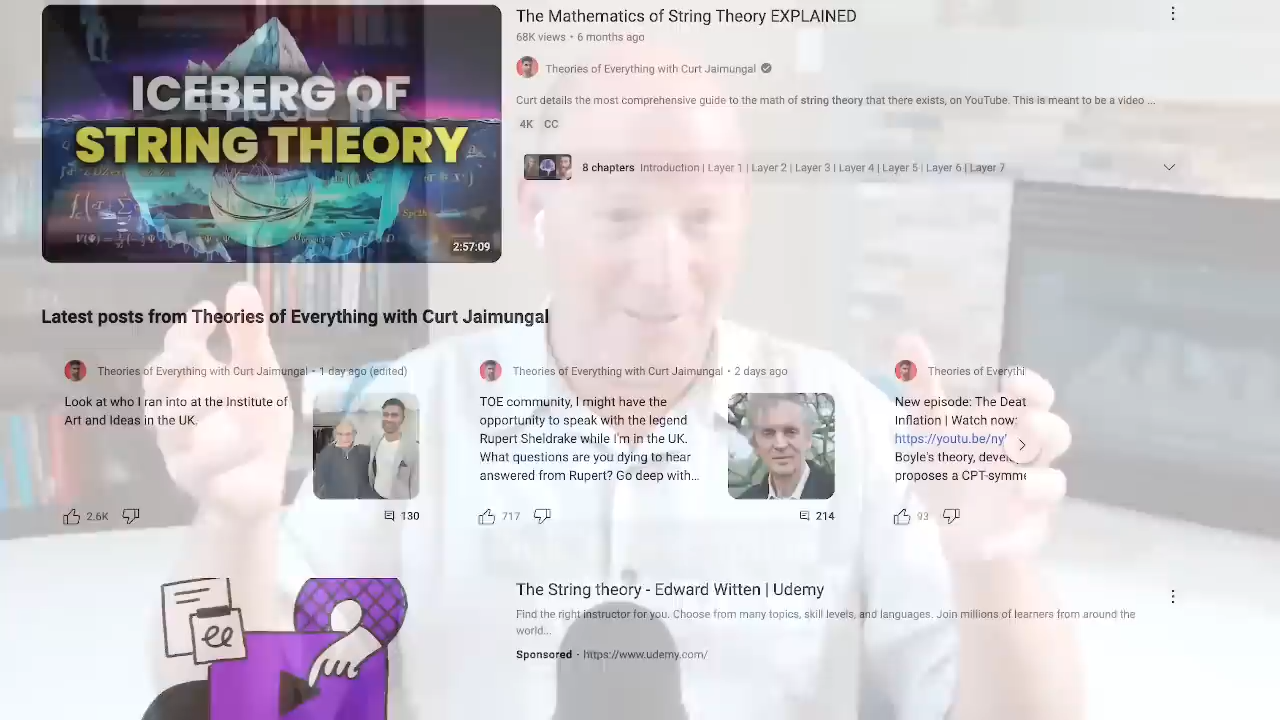 The Mathematics of String Theory EXPLAINED
68K views • 6 months ago
Theories of Everything with Curt Jaimungal
Curt details the most comprehensive guide to the math of string theory that there exists, on YouTube. This is meant to be a video ...
4K CC
8 chapters Introduction | Layer 1 | Layer 2 | Layer 3 | Layer 4 | Layer 5 | Layer 6 | Layer 7
ICEBERG OF
STRING THEORY
2:57:09
Latest posts from Theories of Everything with Curt Jaimungal
Theories of Everything with Curt Jaimungal • 1 day ago (edited)
Look at who I ran into at the Institute of
Art and Ideas in the UK.
2.6K
130
Theories of Everything with Curt Jaimungal • 2 days ago
TOE community, I might have the
opportunity to speak with the legend
Rupert Sheldrake while I'm in the UK.
What questions are you dying to hear
answered from Rupert? Go deep with...
717
214
Theories of Everythi
New episode: The Deat
Inflation | Watch now:
https://youtu.be/ny
Boyle's theory, deve
proposes a CPT-symme
93
The String theory - Edward Witten | Udemy
Find the right instructor for you. Choose from many topics, skill levels, and languages. Join millions of learners from around the
world...
Sponsored · https://www.udemy.com/